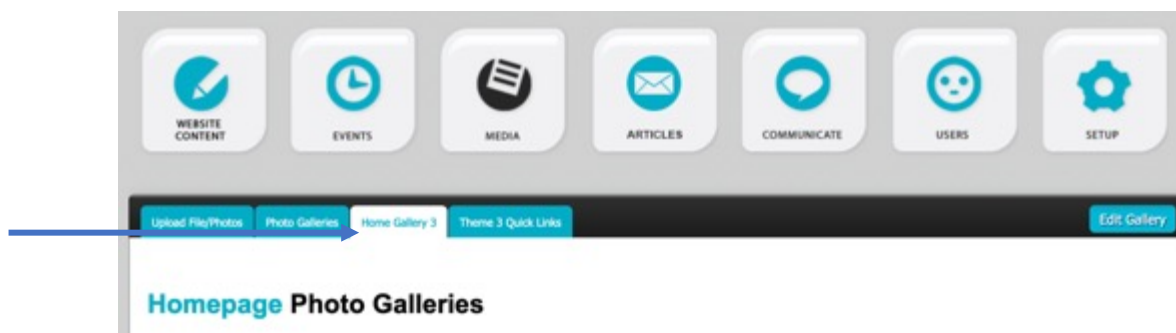 WEBSITE
CONTENT
EVENTS
MEDIA
ARTICLES
COMMUNICATE
USERS
SETUP
Upload File/Photos
Photo Galleries
Home Gallery 3
Theme 3 Quick Links
Edit Gallery
Homepage Photo Galleries